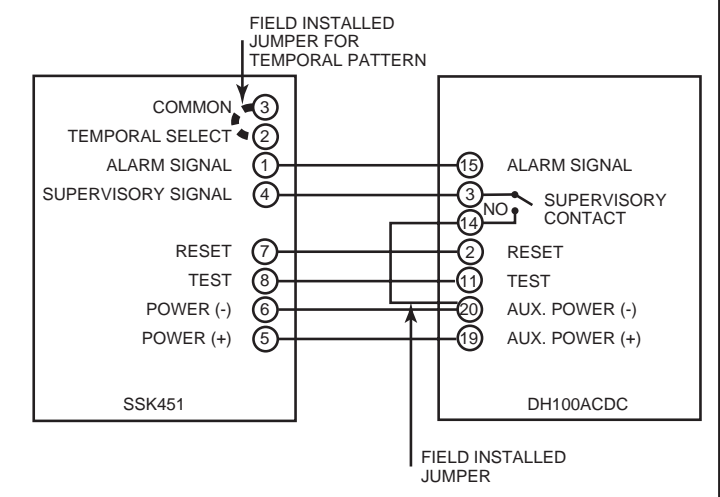 FIELD INSTALLED
JUMPER FOR
TEMPORAL PATTERN
COMMON 3
TEMPORAL SELECT 2
ALARM SIGNAL 1 15 ALARM SIGNAL
SUPERVISORY SIGNAL 4 3 SUPERVISORY
NO CONTACT
14
RESET 7 2 RESET
TEST 8 11 TEST
POWER (-) 6 20 AUX. POWER (-)
POWER (+) 5 19 AUX. POWER (+)
SSK451 DH100ACDC
FIELD INSTALLED
JUMPER